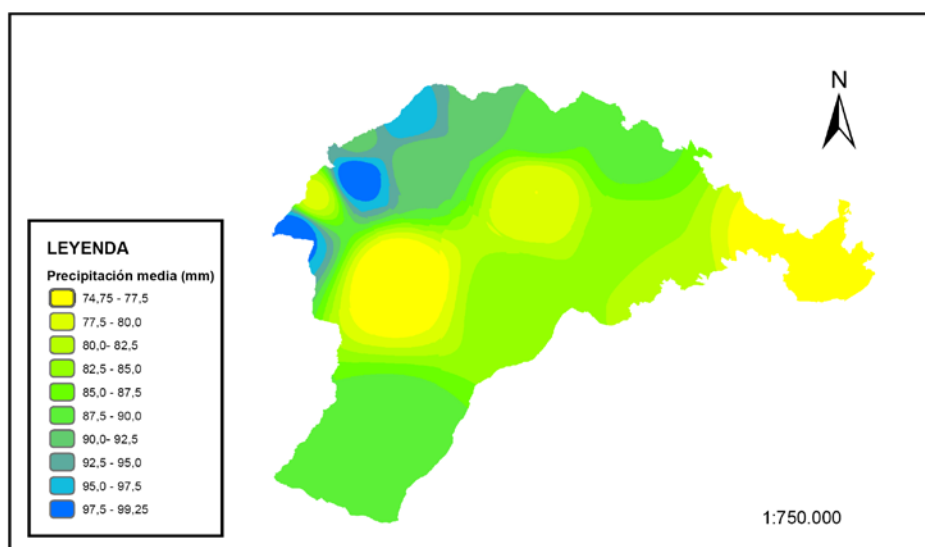 N
LEYENDA
Precipitación media (mm)
74,75 - 77,5
77,5 - 80,0
80,0- 82,5
82,5 - 85,0
85,0 - 87,5
87,5 - 90,0
90,0- 92,5
92,5 - 95,0
95,0 - 97,5
97,5 - 99,25
1:750.000